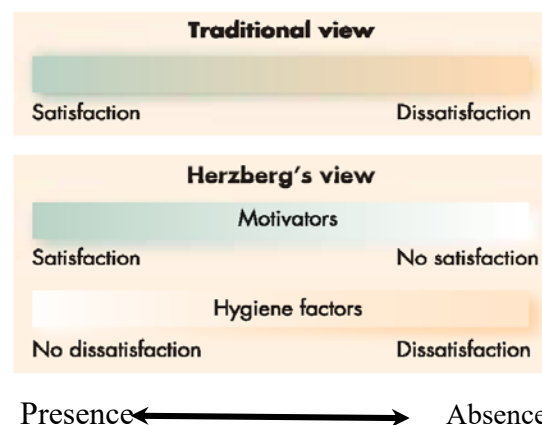 Traditional view
Satisfaction Dissatisfaction
Herzberg's view
Motivators
Satisfaction No satisfaction
Hygiene factors
No dissatisfaction Dissatisfaction
Presence Absence